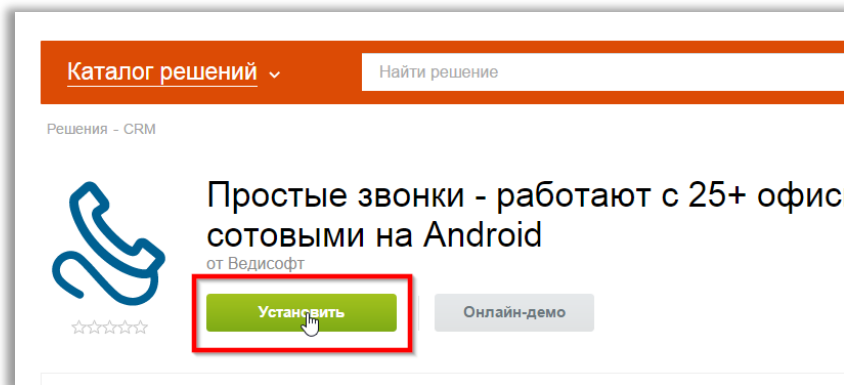 Каталог решений
Найти решение
Решения - CRM
Простые звонки - работают с 25+ офис
сотовыми на Android
от Ведисофт
Установить
Онлайн-демо